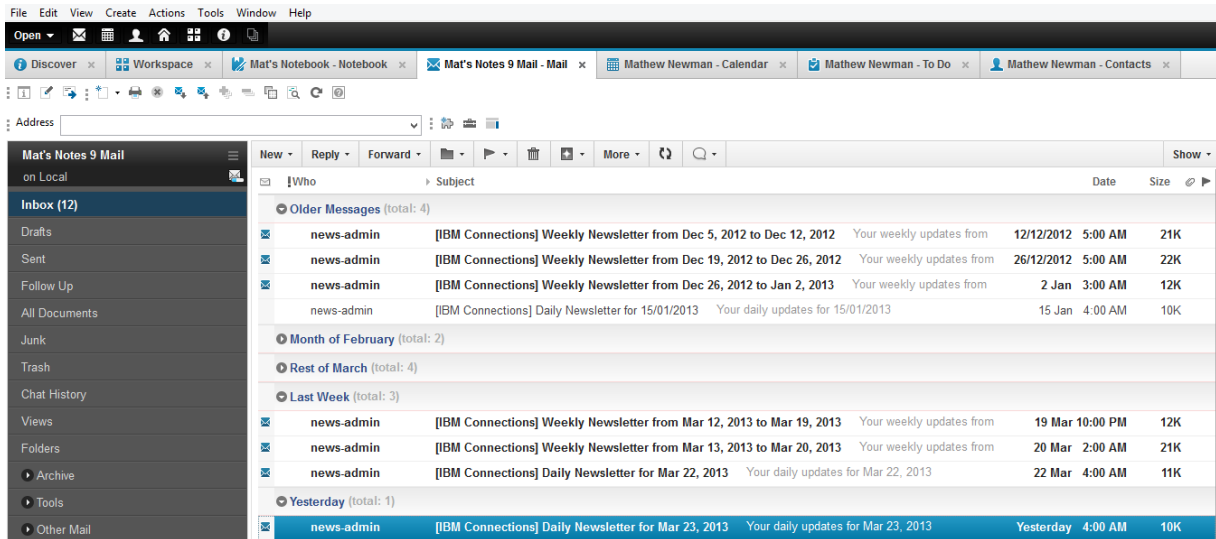 File Edit View Create Actions Tools Window Help
Open
Discover × Workspace × Mat's Notebook - Notebook × Mat's Notes 9 Mail - Mail × Mathew Newman - Calendar × Mathew Newman - To Do × Mathew Newman - Contacts ×
Address
Mat's Notes 9 Mail
on Local
Inbox (12)
Drafts
Sent
Follow Up
All Documents
Junk
Trash
Chat History
Views
Folders
Archive
Tools
Other Mail
New Reply Forward More Show
! Who Subject Date Size
Older Messages (total: 4)
news-admin [IBM Connections] Weekly Newsletter from Dec 5, 2012 to Dec 12, 2012 Your weekly updates from 12/12/2012 5:00 AM 21K
news-admin [IBM Connections] Weekly Newsletter from Dec 19, 2012 to Dec 26, 2012 Your weekly updates from 26/12/2012 5:00 AM 22K
news-admin [IBM Connections] Weekly Newsletter from Dec 26, 2012 to Jan 2, 2013 Your weekly updates from 2 Jan 3:00 AM 12K
news-admin [IBM Connections] Daily Newsletter for 15/01/2013 Your daily updates for 15/01/2013 15 Jan 4:00 AM 10K
Month of February (total: 2)
Rest of March (total: 4)
Last Week (total: 3)
news-admin [IBM Connections] Weekly Newsletter from Mar 12, 2013 to Mar 19, 2013 Your weekly updates from 19 Mar 10:00 PM 12K
news-admin [IBM Connections] Weekly Newsletter from Mar 13, 2013 to Mar 20, 2013 Your weekly updates from 20 Mar 2:00 AM 21K
news-admin [IBM Connections] Daily Newsletter for Mar 22, 2013 Your daily updates for Mar 22, 2013 22 Mar 4:00 AM 11K
Yesterday (total: 1)
news-admin [IBM Connections] Daily Newsletter for Mar 23, 2013 Your daily updates for Mar 23, 2013 Yesterday 4:00 AM 10K